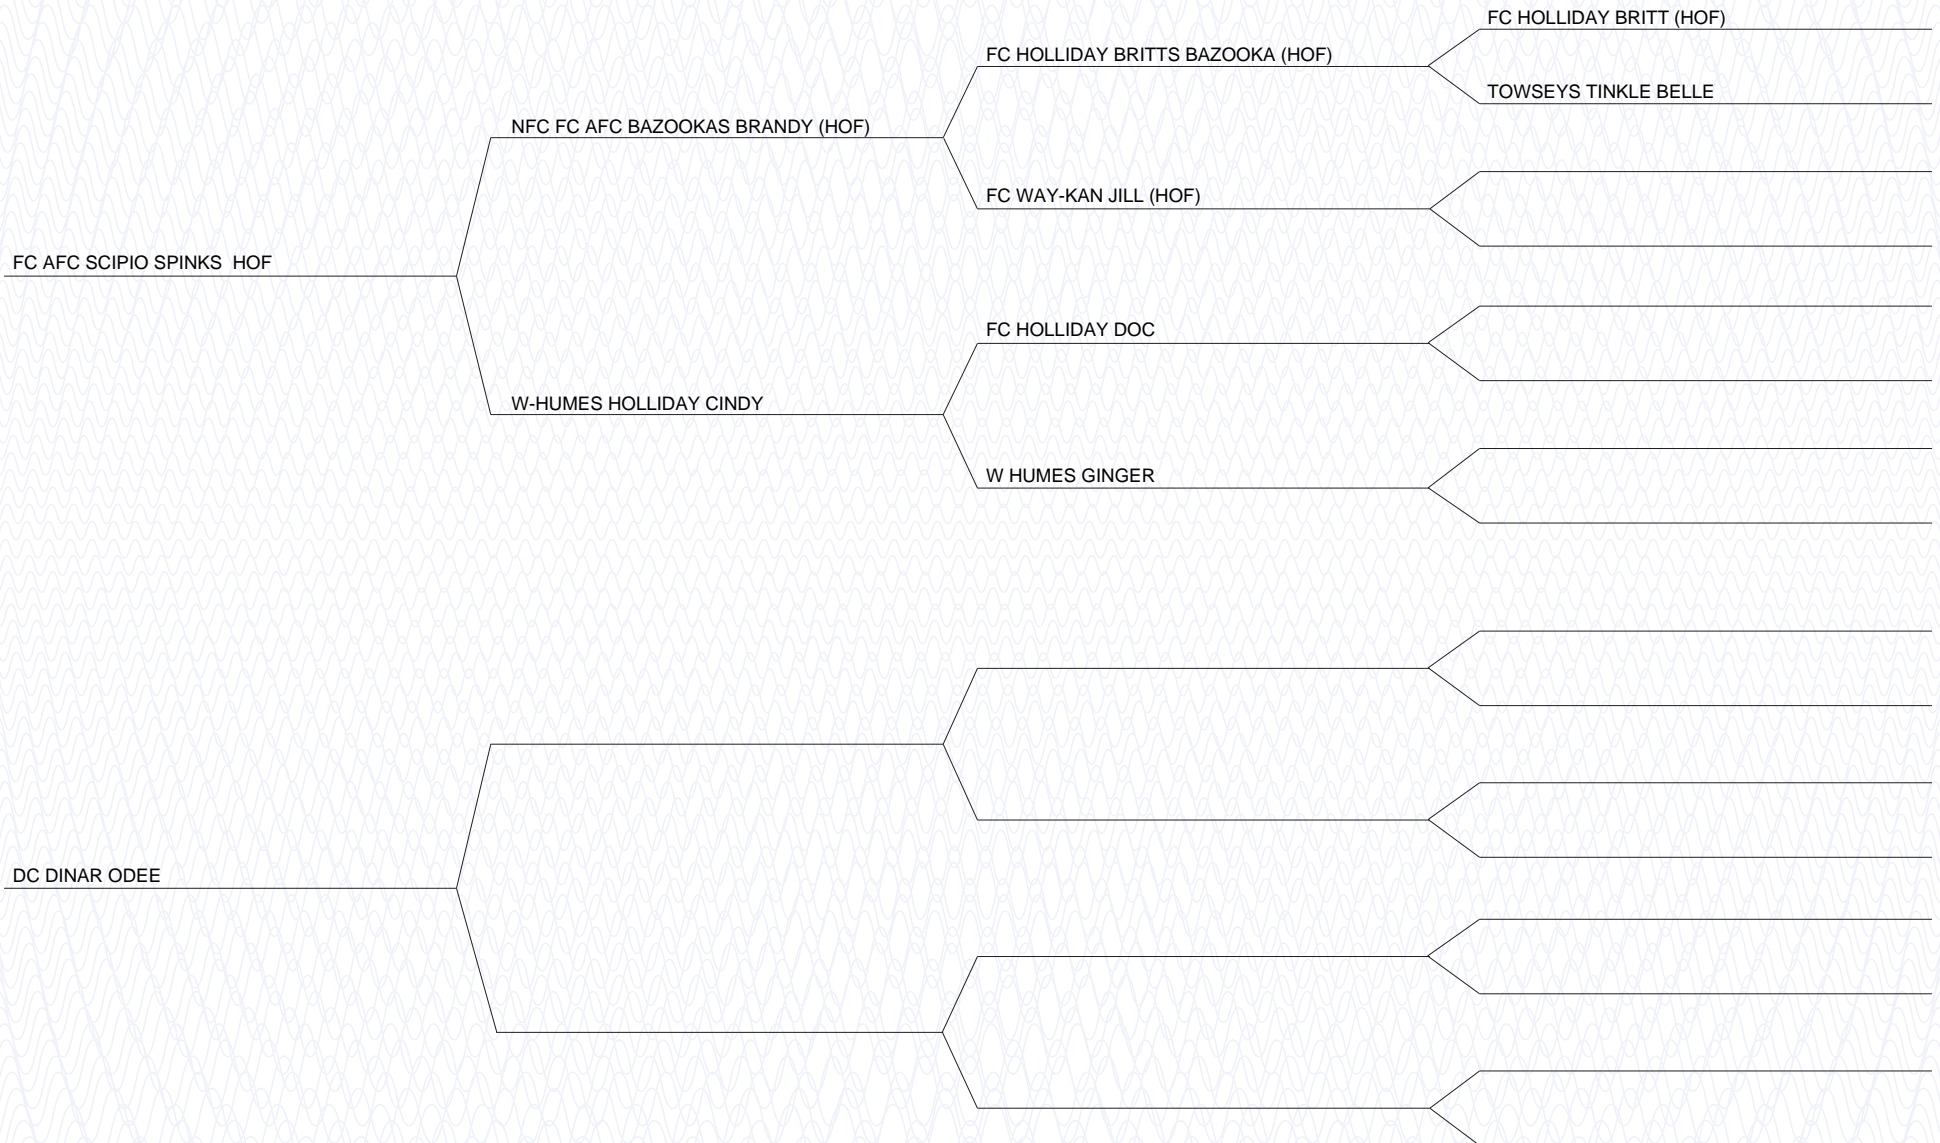 FC HOLLIDAY BRITT (HOF)
FC HOLLIDAY BRITTS BAZOOKA (HOF)
TOWSEYS TINKLE BELLE
NFC FC AFC BAZOOKAS BRANDY (HOF)
FC WAY-KAN JILL (HOF)
FC AFC SCIPIO SPINKS  HOF
FC HOLLIDAY DOC
W-HUMES HOLLIDAY CINDY
W HUMES GINGER
DC DINAR ODEE